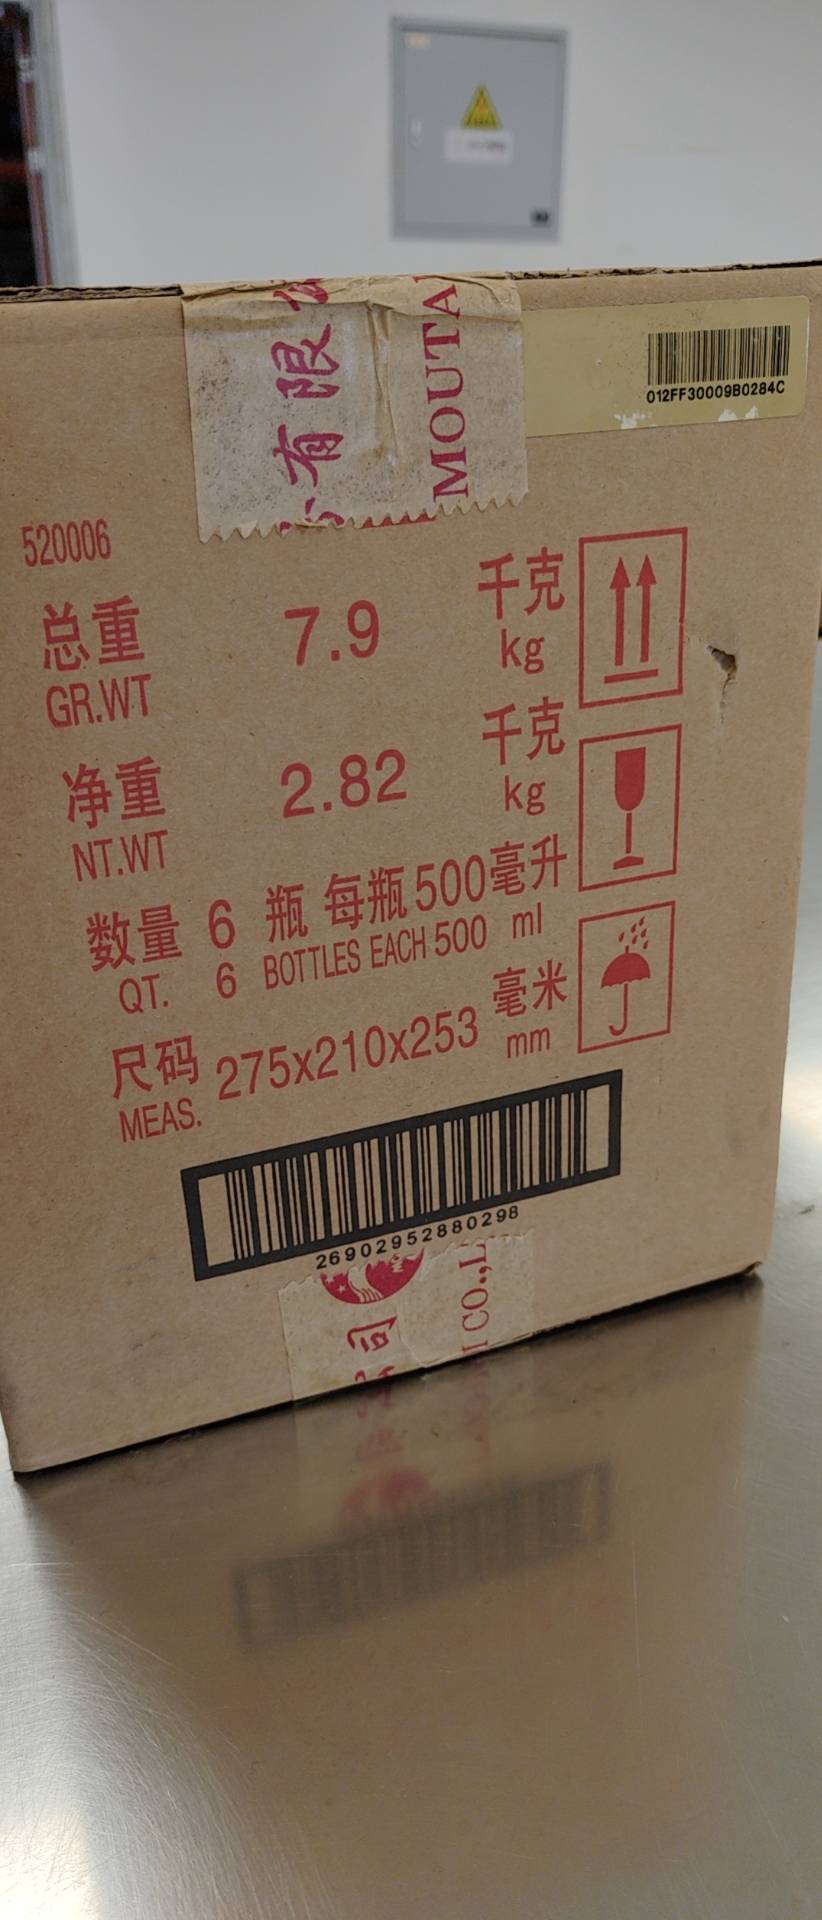 有限公
MOUTA
012FF30009B0284C
520006
总重 7.9 千克
GR.WT kg
净重 2.82 千克
NT.WT kg
数量 6 瓶 每瓶 500 毫升
QT. 6 BOTTLES EACH 500 ml
尺码 275x210x253 毫米
MEAS. mm
26902952880298
司
I CO.,L